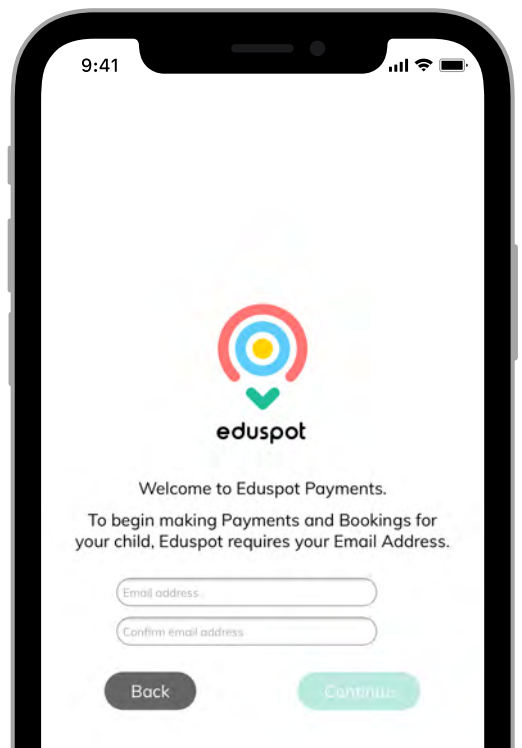 9:41
eduspot
Welcome to Eduspot Payments.
To begin making Payments and Bookings for
your child, Eduspot requires your Email Address.
Email address
Confirm email address
Back
Continue